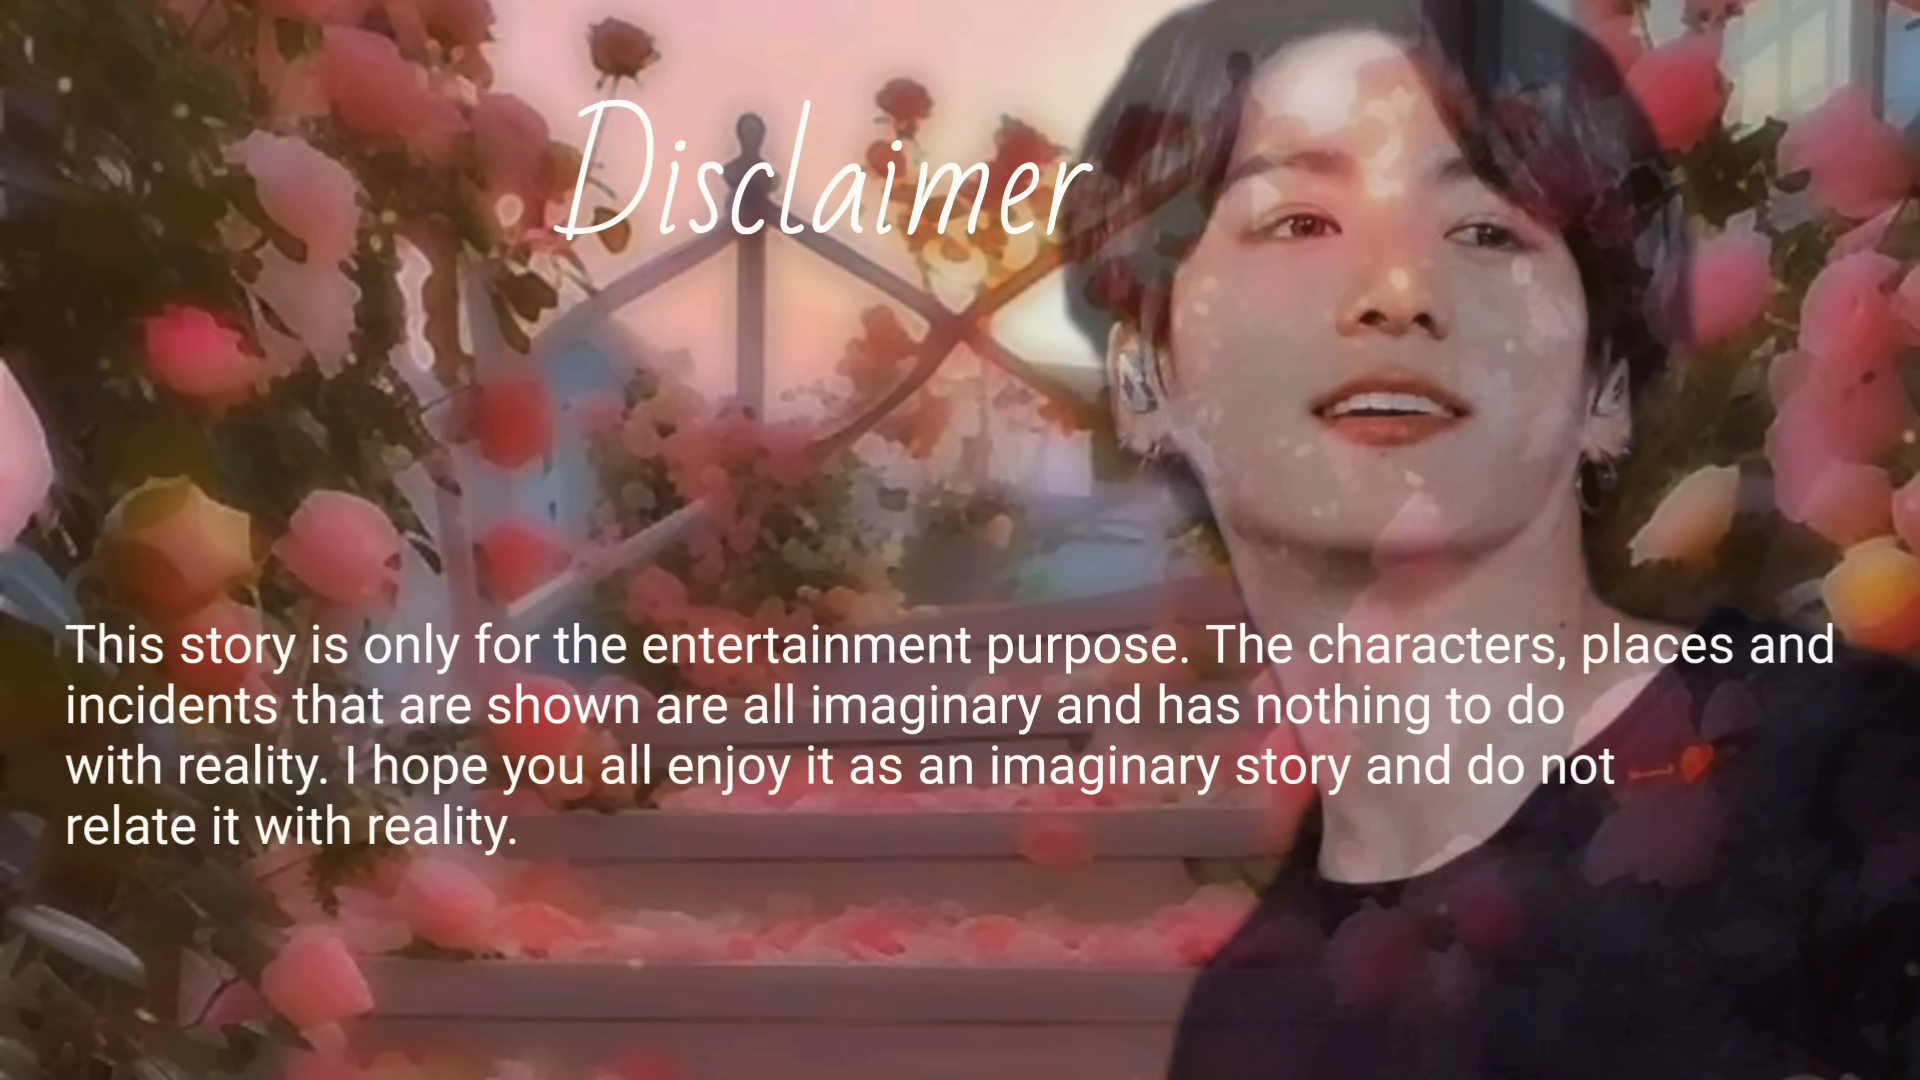 Disclaimer
This story is only for the entertainment purpose. The characters, places and
incidents that are shown are all imaginary and has nothing to do
with reality. I hope you all enjoy it as an imaginary story and do not
relate it with reality.